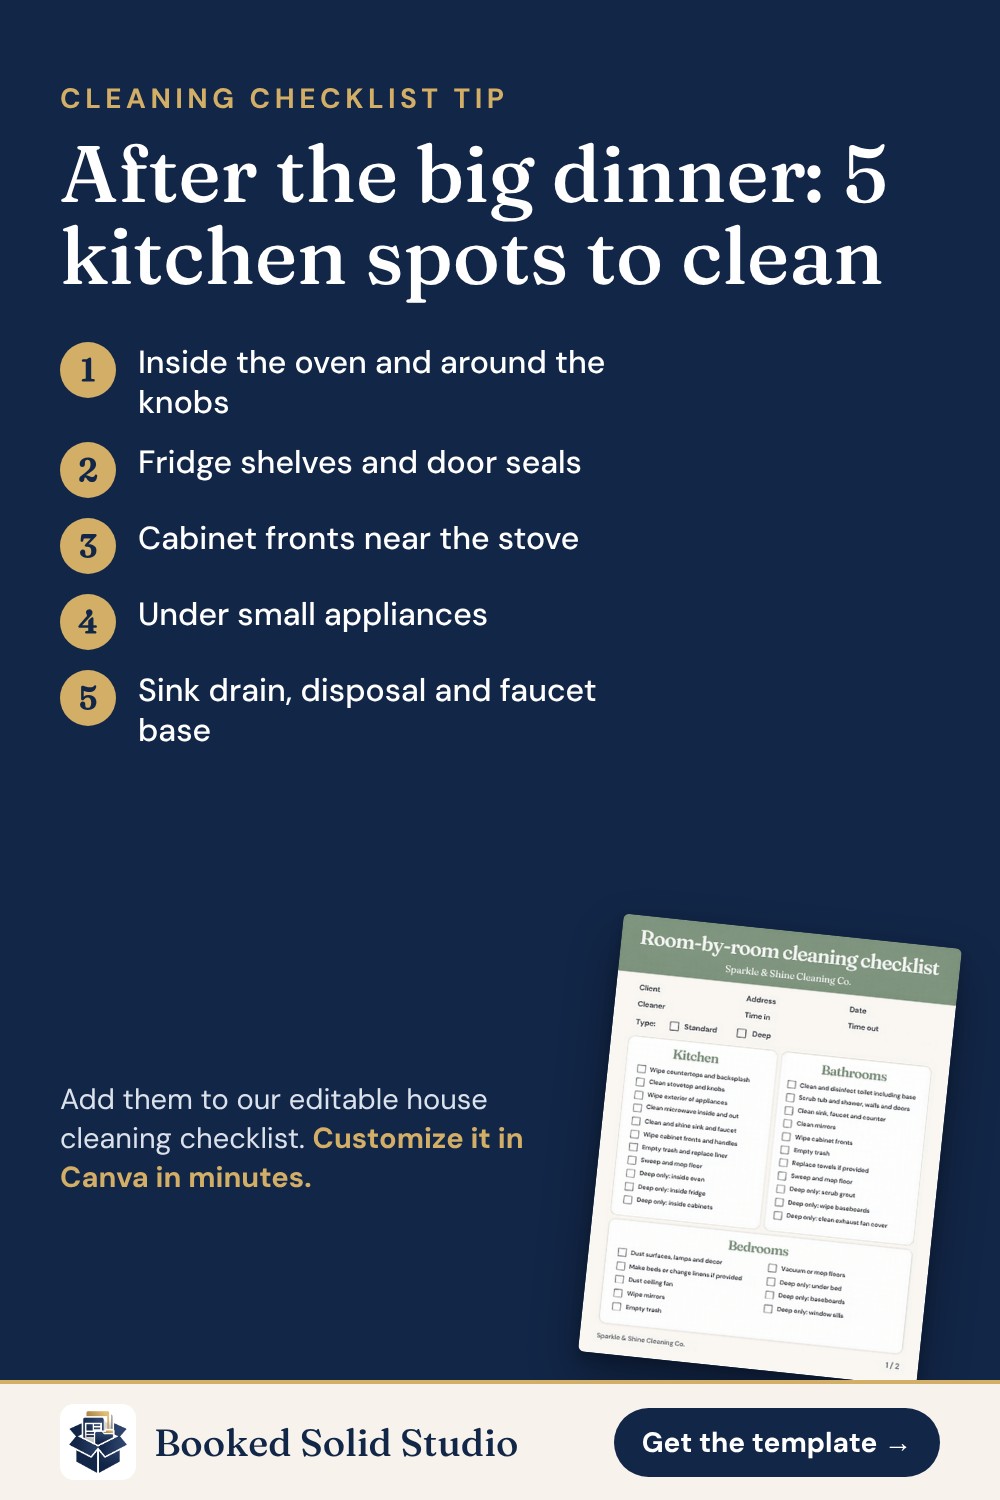 CLEANING CHECKLIST TIP
After the big dinner: 5
kitchen spots to clean
1 Inside the oven and around the
knobs
2 Fridge shelves and door seals
3 Cabinet fronts near the stove
4 Under small appliances
5 Sink drain, disposal and faucet
base
Add them to our editable house
cleaning checklist. Customize it in
Canva in minutes.
Room-by-room cleaning checklist
Sparkle & Shine Cleaning Co.
Client Address Date
Cleaner Time in Time out
Type: Standard Deep
Kitchen
Wipe countertops and backsplash
Clean stovetop and knobs
Wipe exterior of appliances
Clean microwave inside and out
Clean and shine sink and faucet
Wipe cabinet fronts and handles
Empty trash and replace liner
Sweep and mop floor
Deep only: inside oven
Deep only: inside fridge
Deep only: inside cabinets
Bathrooms
Clean and disinfect toilet including base
Scrub tub and shower, walls and doors
Clean sink, faucet and counter
Clean mirrors
Wipe cabinet fronts
Empty trash
Replace towels if provided
Sweep and mop floor
Deep only: scrub grout
Deep only: wipe baseboards
Deep only: clean exhaust fan cover
Bedrooms
Dust surfaces, lamps and decor
Make beds or change linens if provided
Dust ceiling fan
Wipe mirrors
Empty trash
Vacuum or mop floors
Deep only: under bed
Deep only: baseboards
Deep only: window sills
Sparkle & Shine Cleaning Co.
1 / 2
Booked Solid Studio
Get the template →